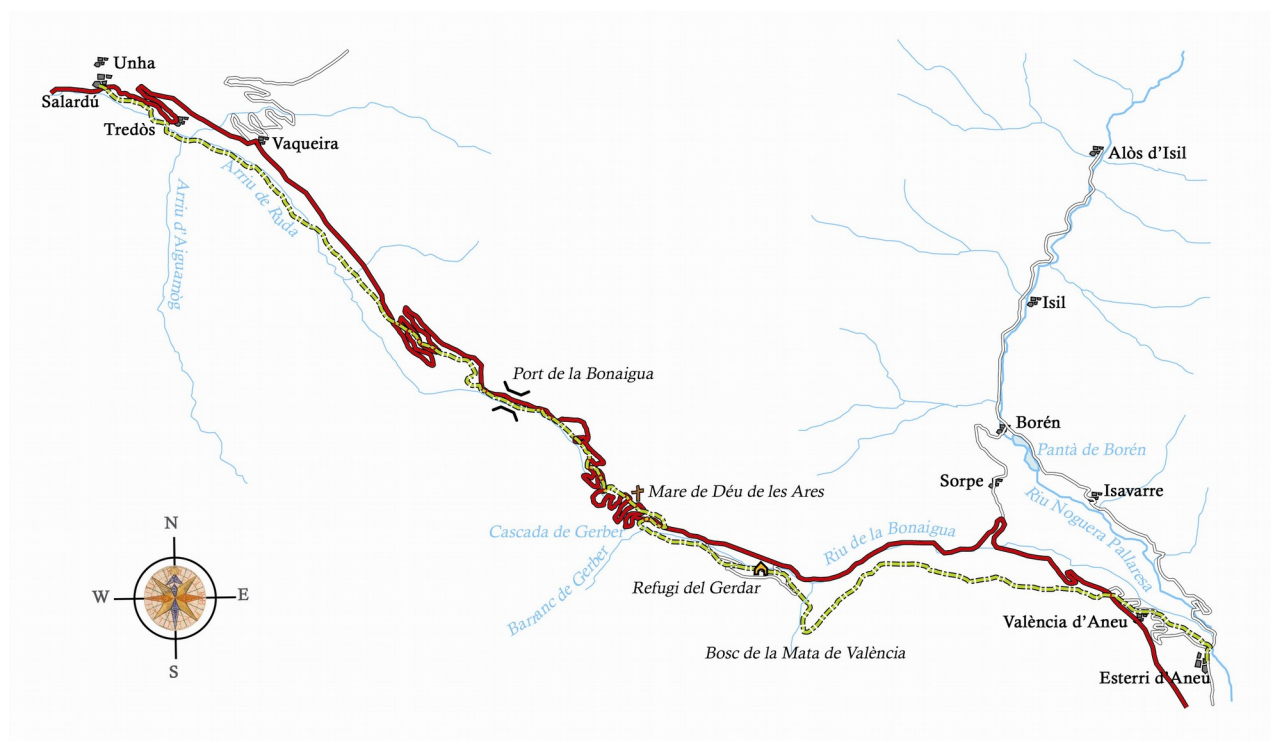 Unha
Salardú
Tredòs
Vaqueira
Arriu de Ruda
Arriu d'Aiguamòg
Alòs d'Isil
Isil
Port de la Bonaigua
Borén
Pantà de Borén
Sorpe
Isavarre
Mare de Déu de les Ares
Riu Noguera Pallaresa
Cascada de Gerber
Riu de la Bonaigua
Barranc de Gerber
Refugi del Gerdar
València d'Aneu
Bosc de la Mata de València
Esterri d'Aneu
N
W
E
S